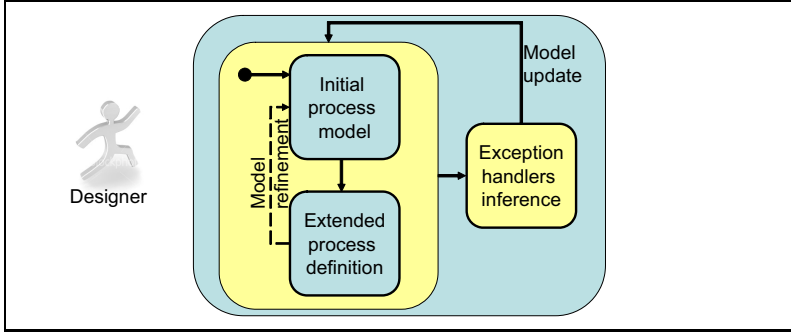 Designer
Model
refinement
Initial
process
model
Extended
process
definition
Exception
handlers
inference
Model
update